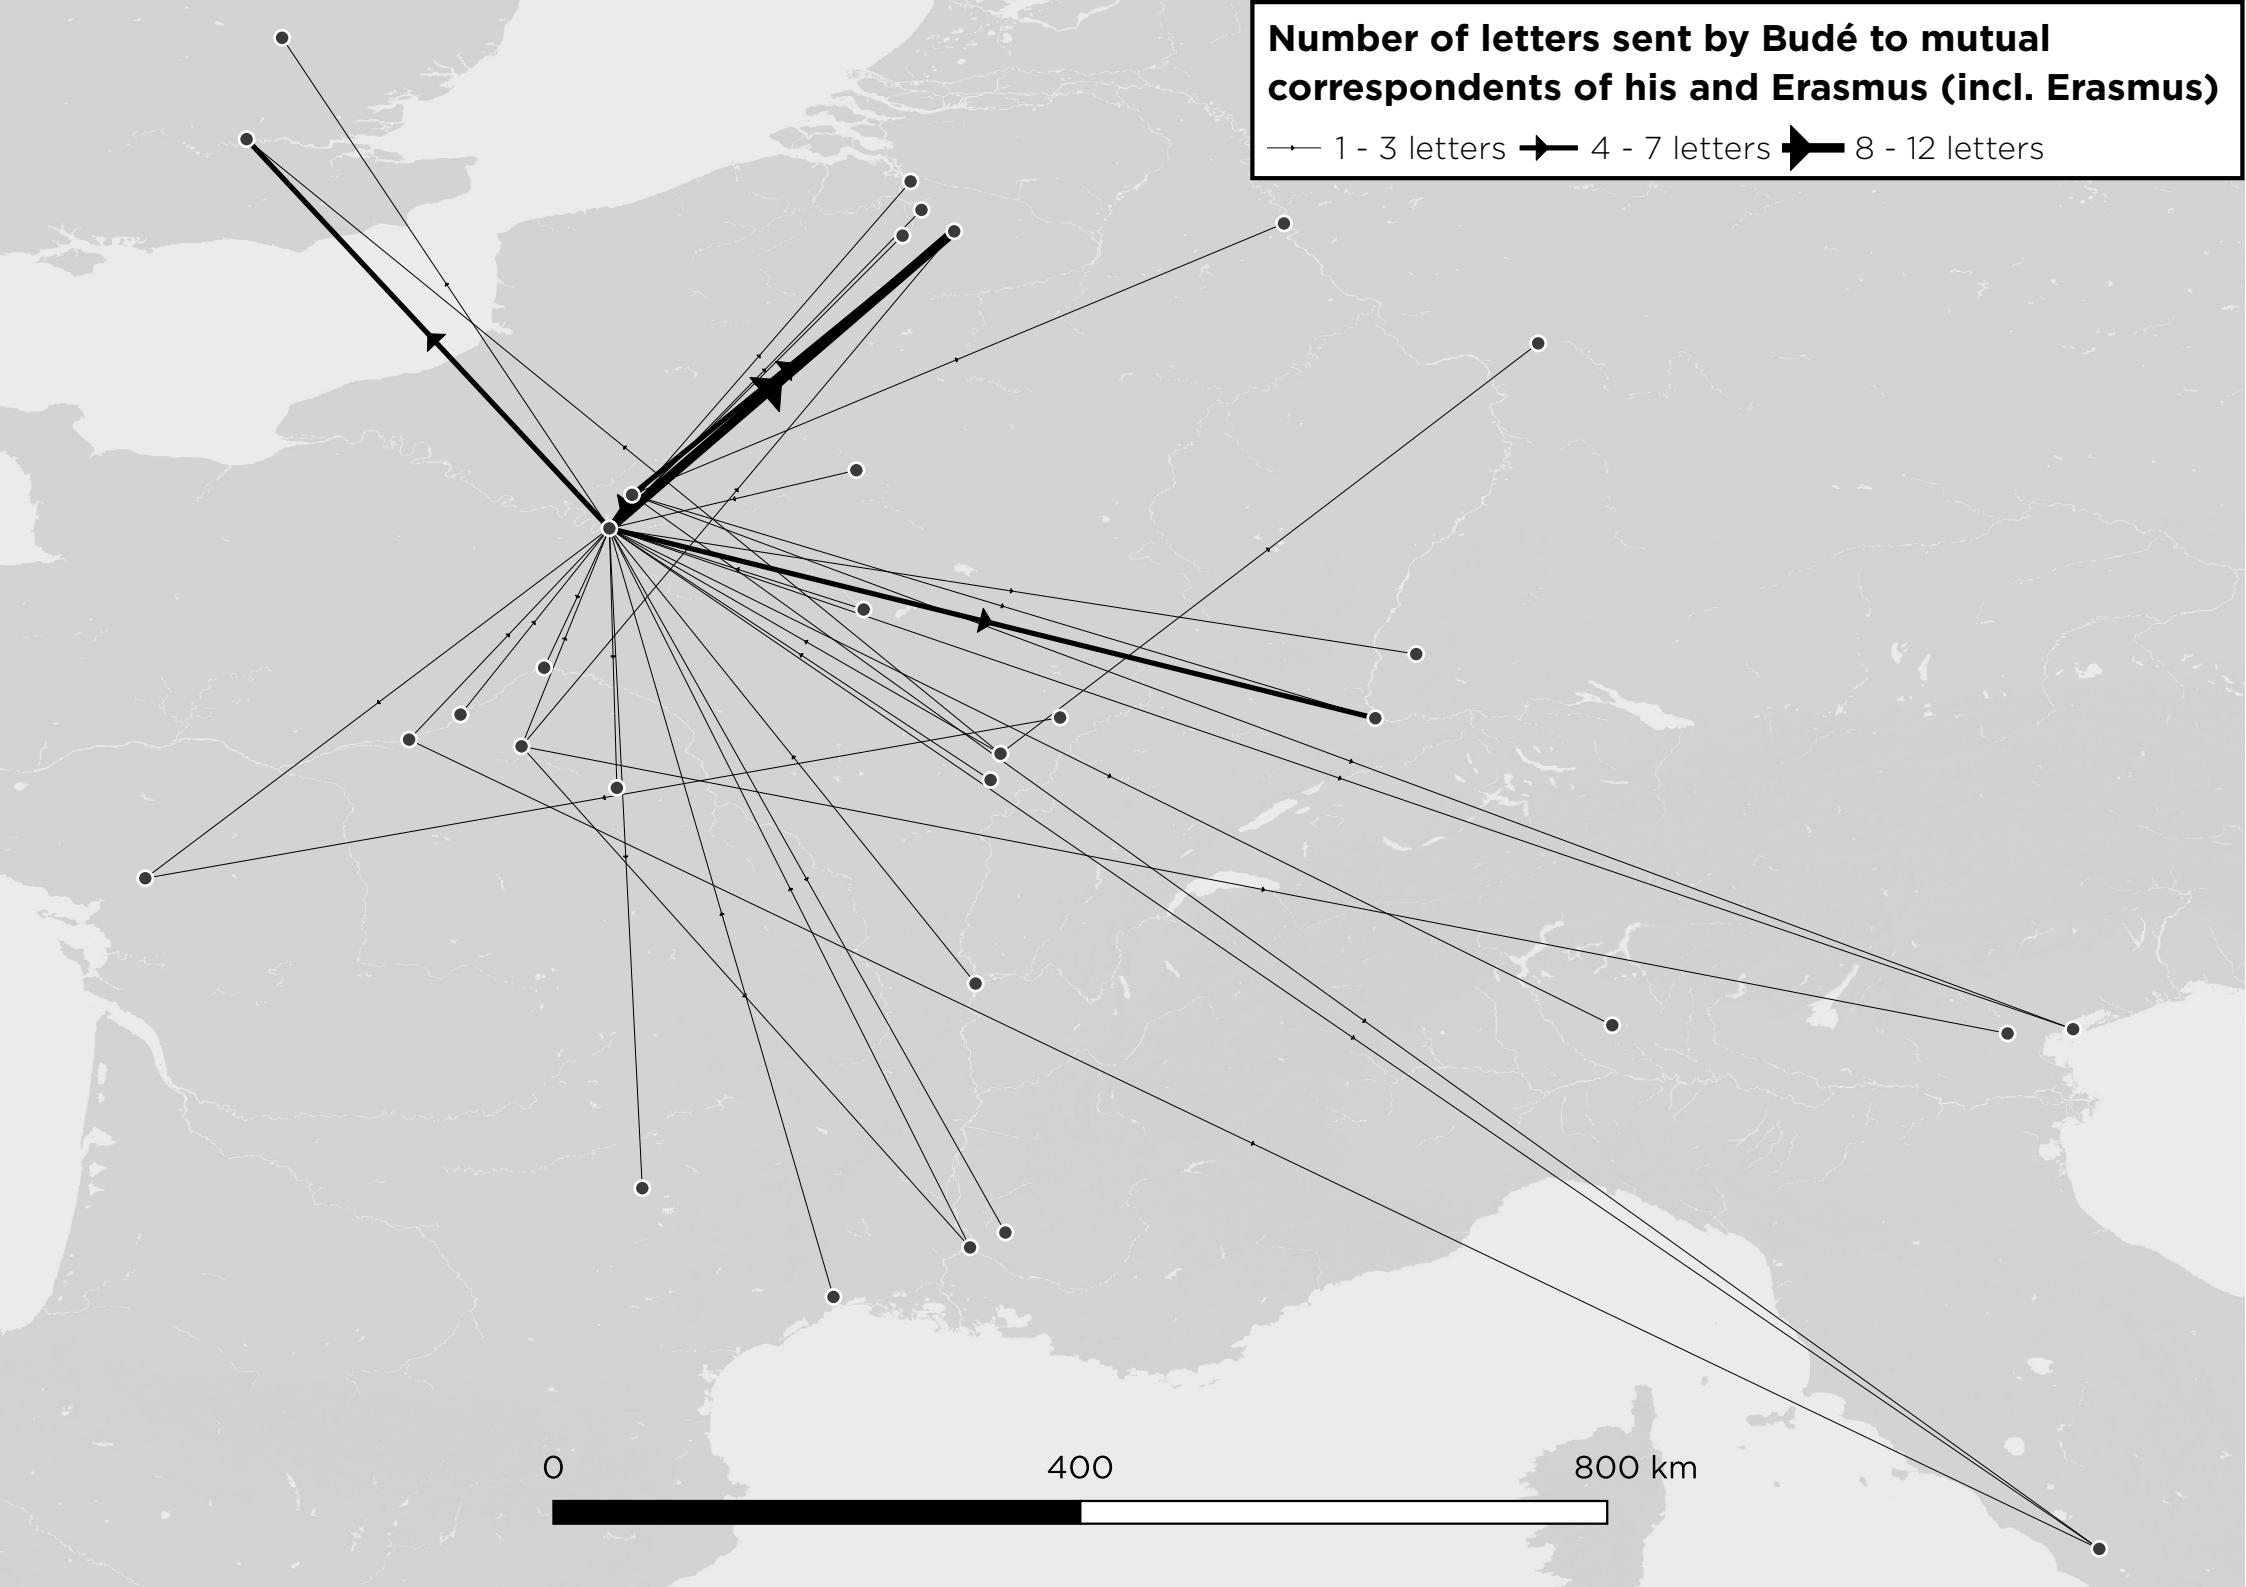 Number of letters sent by Budé to mutual
correspondents of his and Erasmus (incl. Erasmus)
1 - 3 letters 4 - 7 letters 8 - 12 letters
0 400 800 km